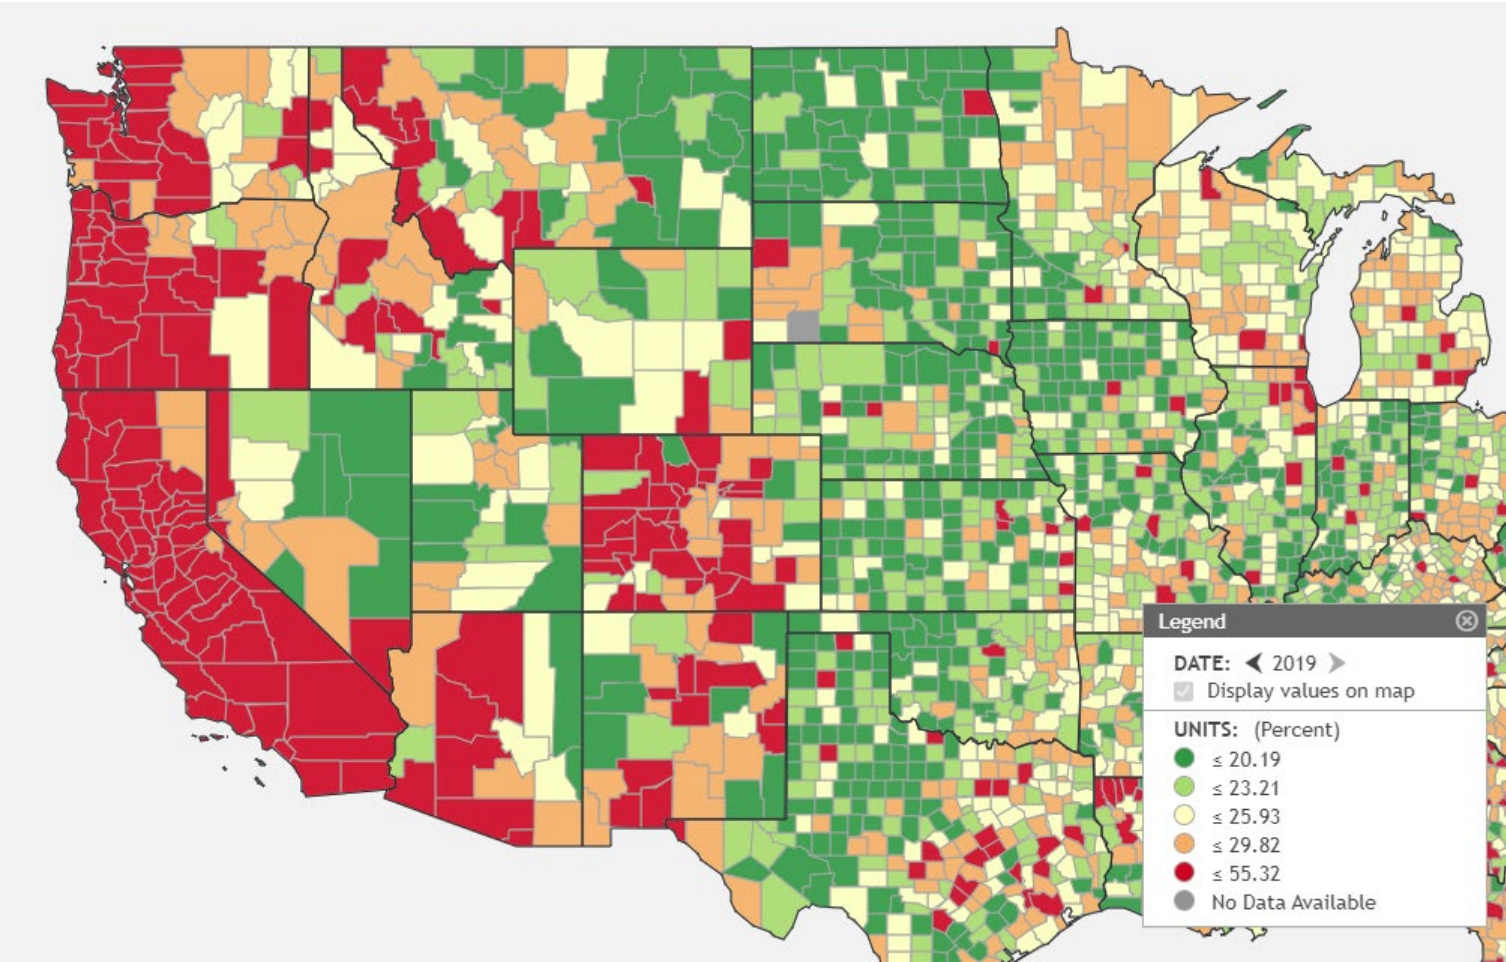 Legend
DATE: 2019
Display values on map
UNITS: (Percent)
≤ 20.19
≤ 23.21
≤ 25.93
≤ 29.82
≤ 55.32
No Data Available